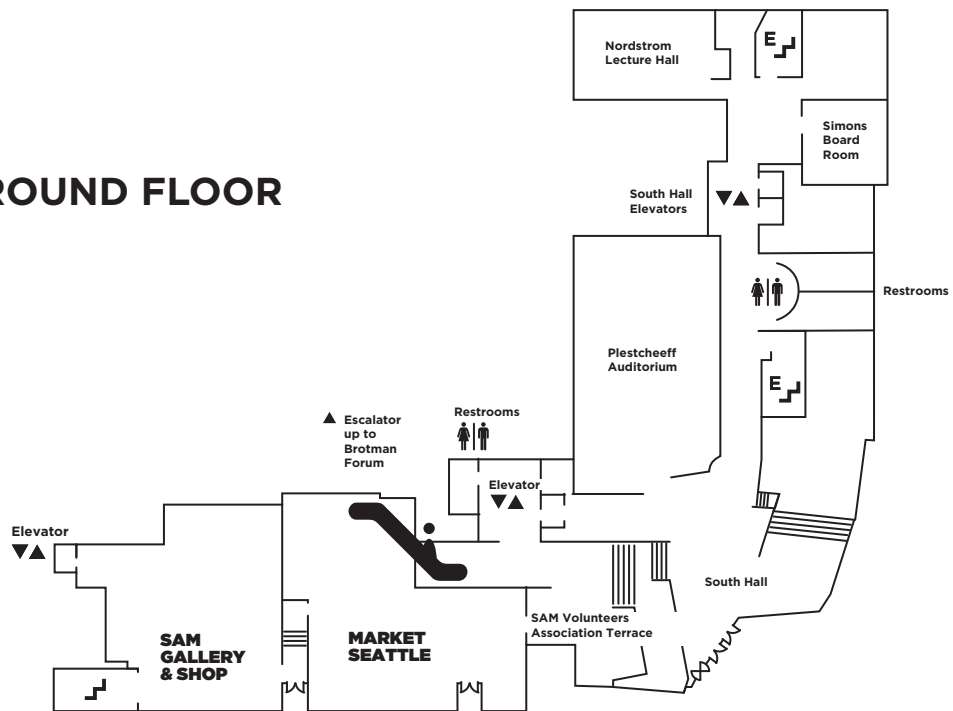 Nordstrom
Lecture Hall
E
Simons
Board
Room
ROUND FLOOR
South Hall
Elevators
Restrooms
Plestcheeff
Auditorium
E
Escalator
up to
Brotman
Forum
Restrooms
Elevator
Elevator
South Hall
SAM Volunteers
Association Terrace
SAM
GALLERY
& SHOP
MARKET
SEATTLE